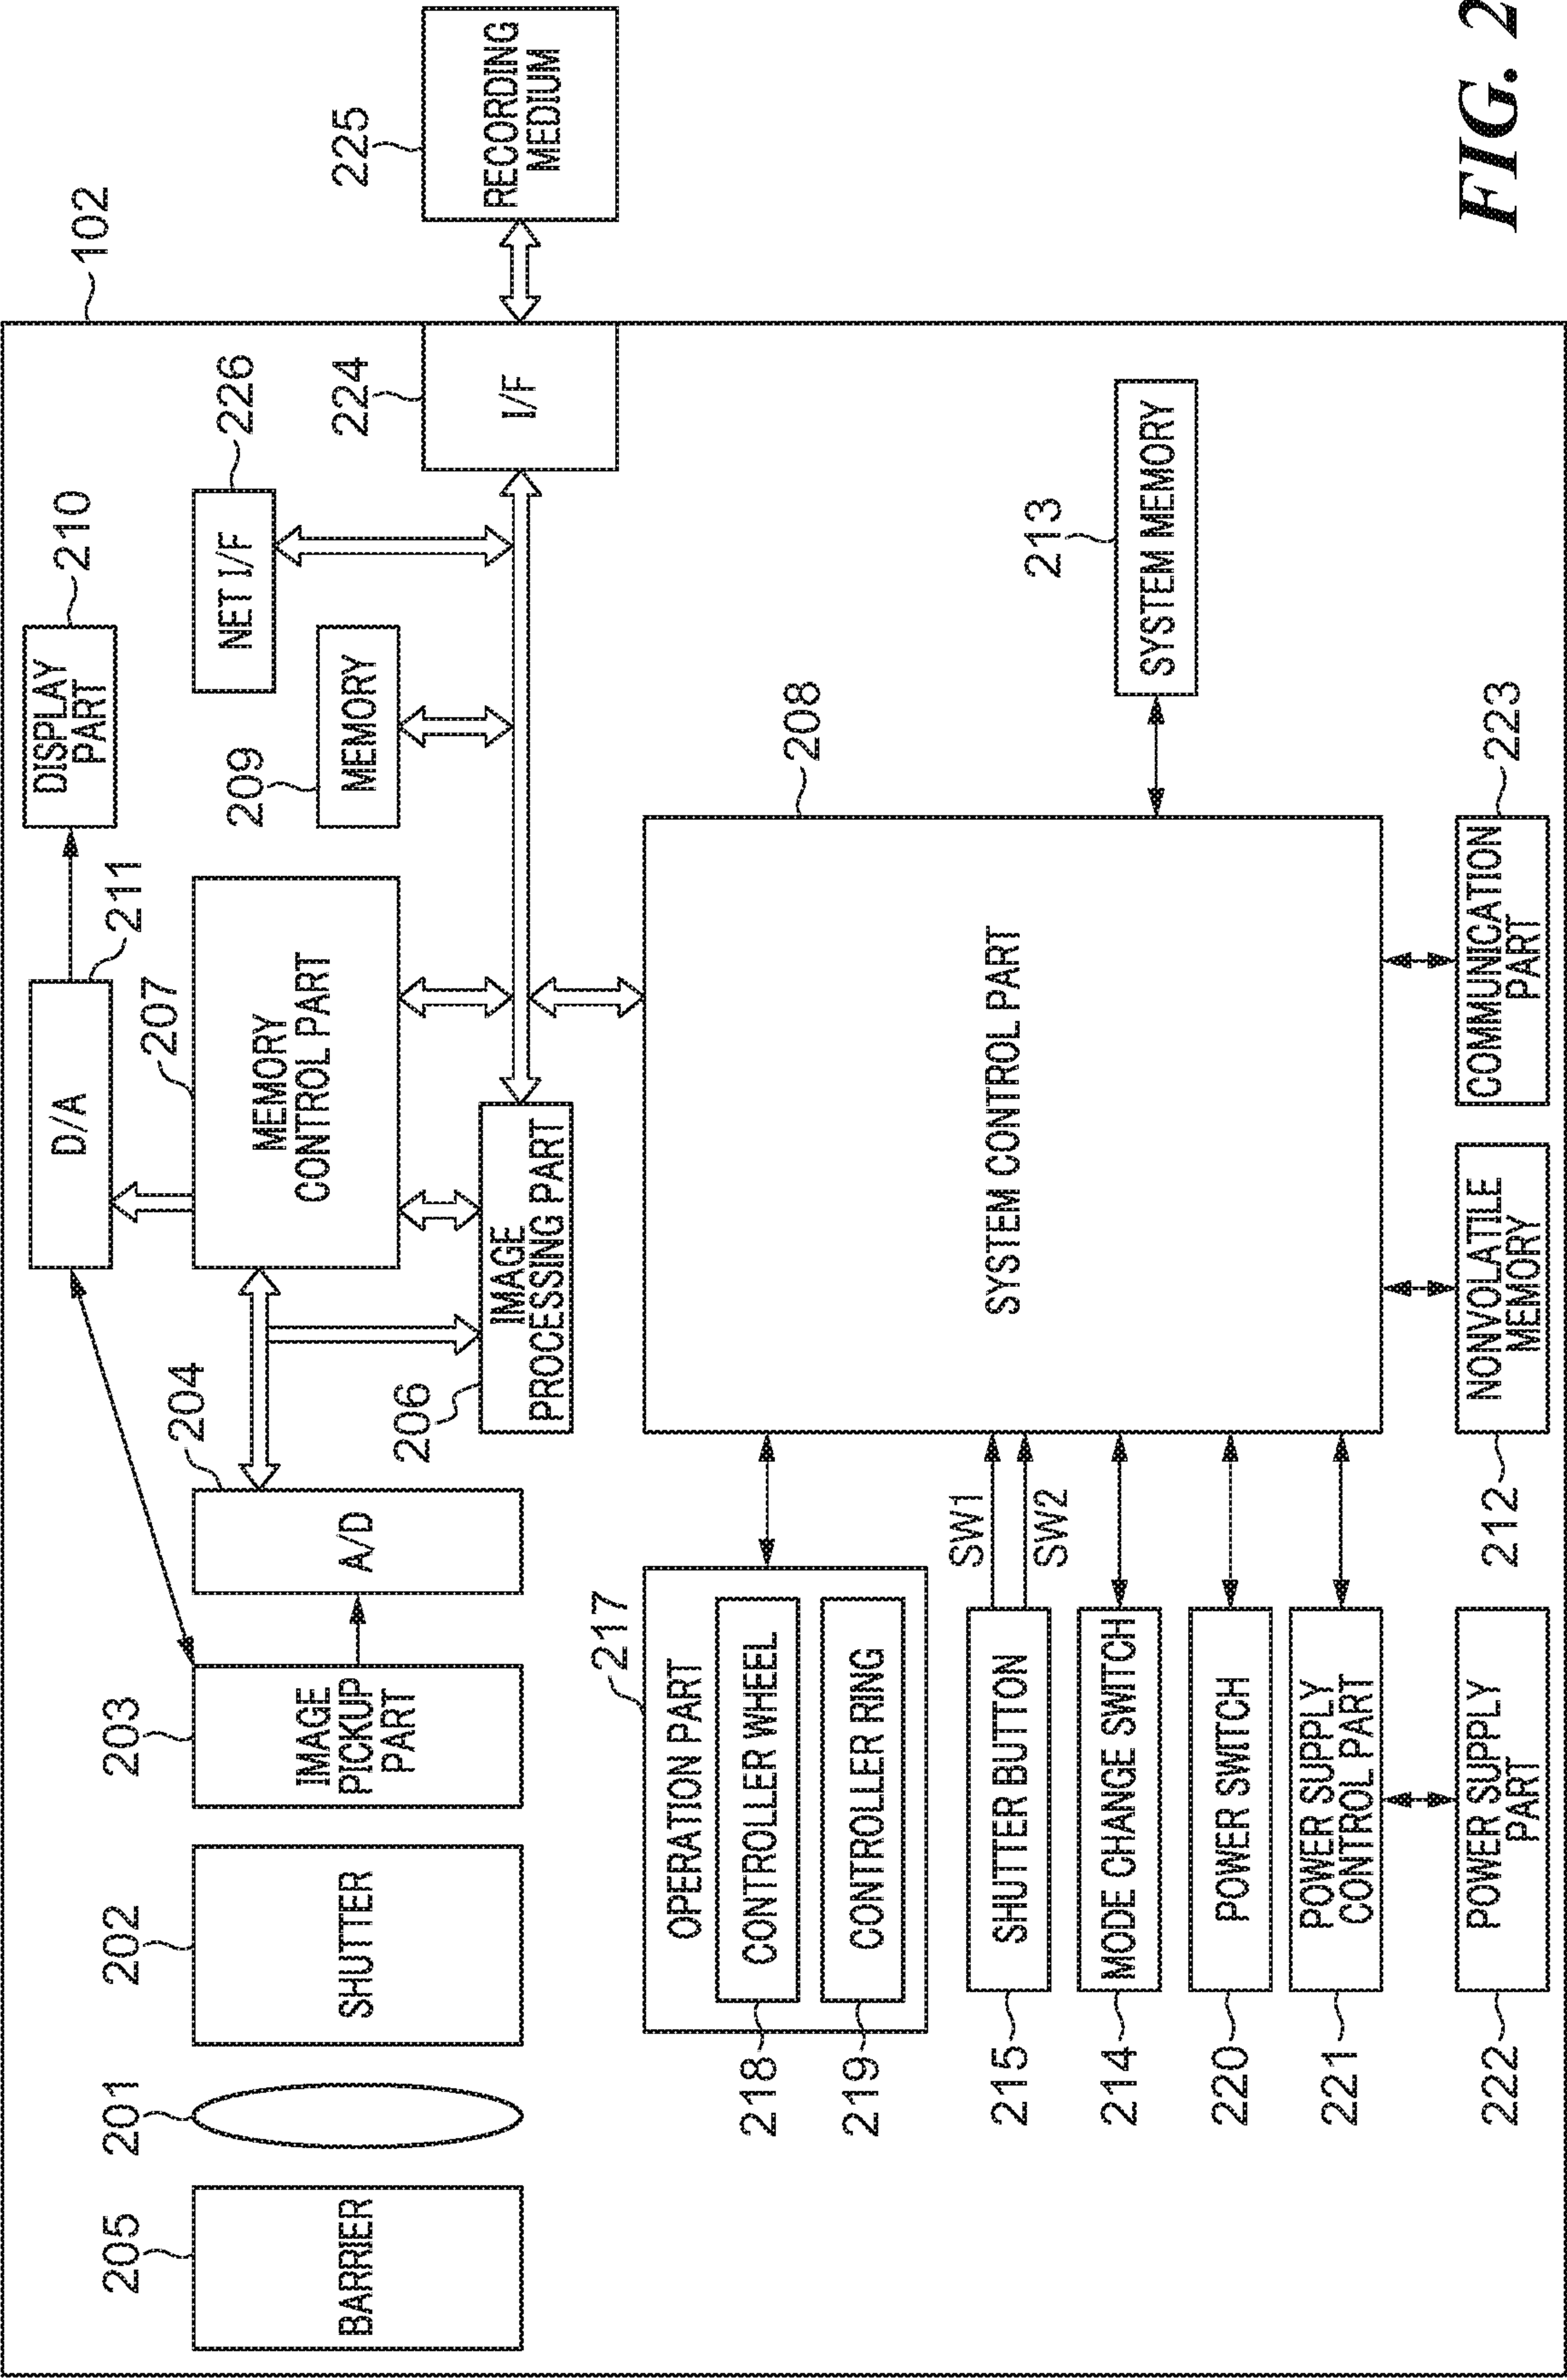 102
205
BARRIER
201
202
SHUTTER
203
IMAGE
PICKUP
PART
204
A/D
D/A
211
DISPLAY
PART
210
207
MEMORY
CONTROL PART
209
MEMORY
NET I/F
226
206
IMAGE
PROCESSING PART
224
I/F
225
RECORDING
MEDIUM
217
OPERATION PART
CONTROLLER WHEEL
218
CONTROLLER RING
219
SW1
SW2
SHUTTER BUTTON
215
MODE CHANGE SWITCH
214
POWER SWITCH
220
POWER SUPPLY
CONTROL PART
221
POWER SUPPLY
PART
222
208
SYSTEM CONTROL PART
213
SYSTEM MEMORY
212
NONVOLATILE
MEMORY
COMMUNICATION
PART
223
FIG. 2